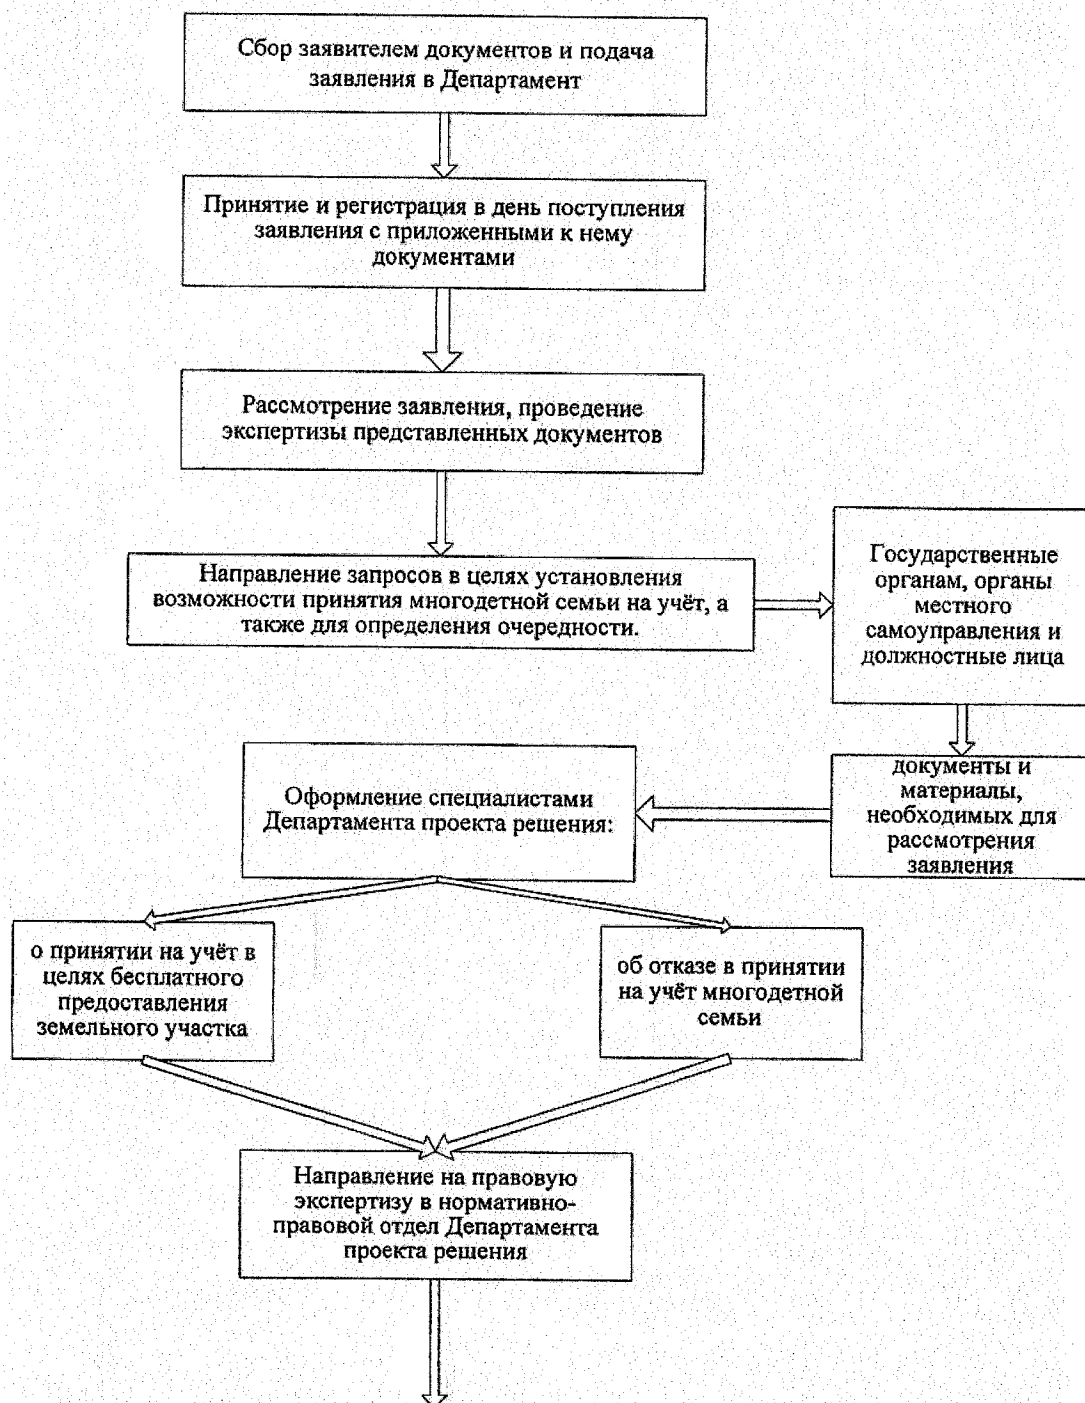 Сбор заявителем документов и подача
заявления в Департамент
Принятие и регистрация в день поступления
заявления с приложенными к нему
документами
Рассмотрение заявления, проведение
экспертизы представленных документов
Направление запросов в целях установления
возможности принятия многодетной семьи на учёт, а
также для определения очередности.
Государственные
органам, органы
местного
самоуправления и
должностные лица
документы и
материалы,
необходимых для
рассмотрения
заявления
Оформление специалистами
Департамента проекта решения:
о принятии на учёт в
целях бесплатного
предоставления
земельного участка
об отказе в принятии
на учёт многодетной
семьи
Направление на правовую
экспертизу в нормативно-
правовой отдел Департамента
проекта решения